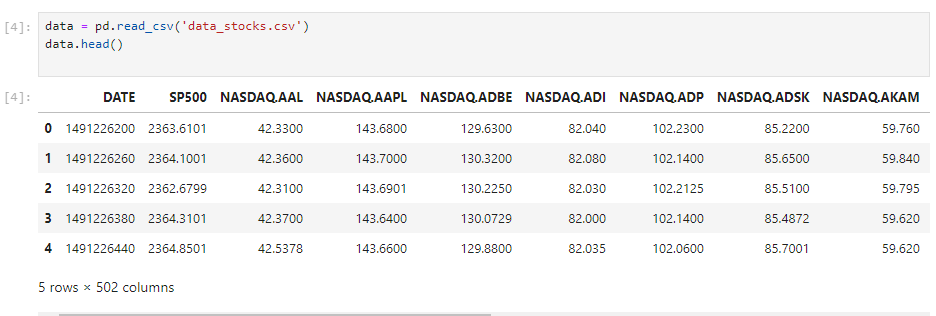 [4]: data = pd.read_csv('data_stocks.csv')
data.head()
[4]: DATE SP500 NASDAQ.AAL NASDAQ.AAPL NASDAQ.ADBE NASDAQ.ADI NASDAQ.ADP NASDAQ.ADSK NASDAQ.AKAM
0 1491226200 2363.6101 42.3300 143.6800 129.6300 82.040 102.2300 85.2200 59.760
1 1491226260 2364.1001 42.3600 143.7000 130.3200 82.080 102.1400 85.6500 59.840
2 1491226320 2362.6799 42.3100 143.6901 130.2250 82.030 102.2125 85.5100 59.795
3 1491226380 2364.3101 42.3700 143.6400 130.0729 82.000 102.1400 85.4872 59.620
4 1491226440 2364.8501 42.5378 143.6600 129.8800 82.035 102.0600 85.7001 59.620
5 rows × 502 columns